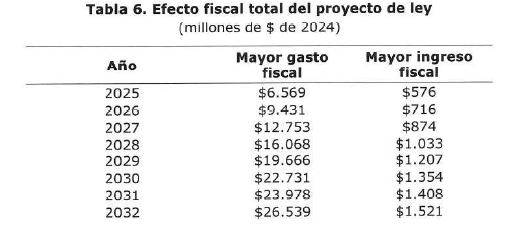 Tabla 6. Efecto fiscal total del proyecto de ley
(millones de $ de 2024)
Año Mayor gasto fiscal Mayor ingreso fiscal
2025 $6.569 $576
2026 $9.431 $716
2027 $12.753 $874
2028 $16.068 $1.033
2029 $19.666 $1.207
2030 $22.731 $1.354
2031 $23.978 $1.408
2032 $26.539 $1.521